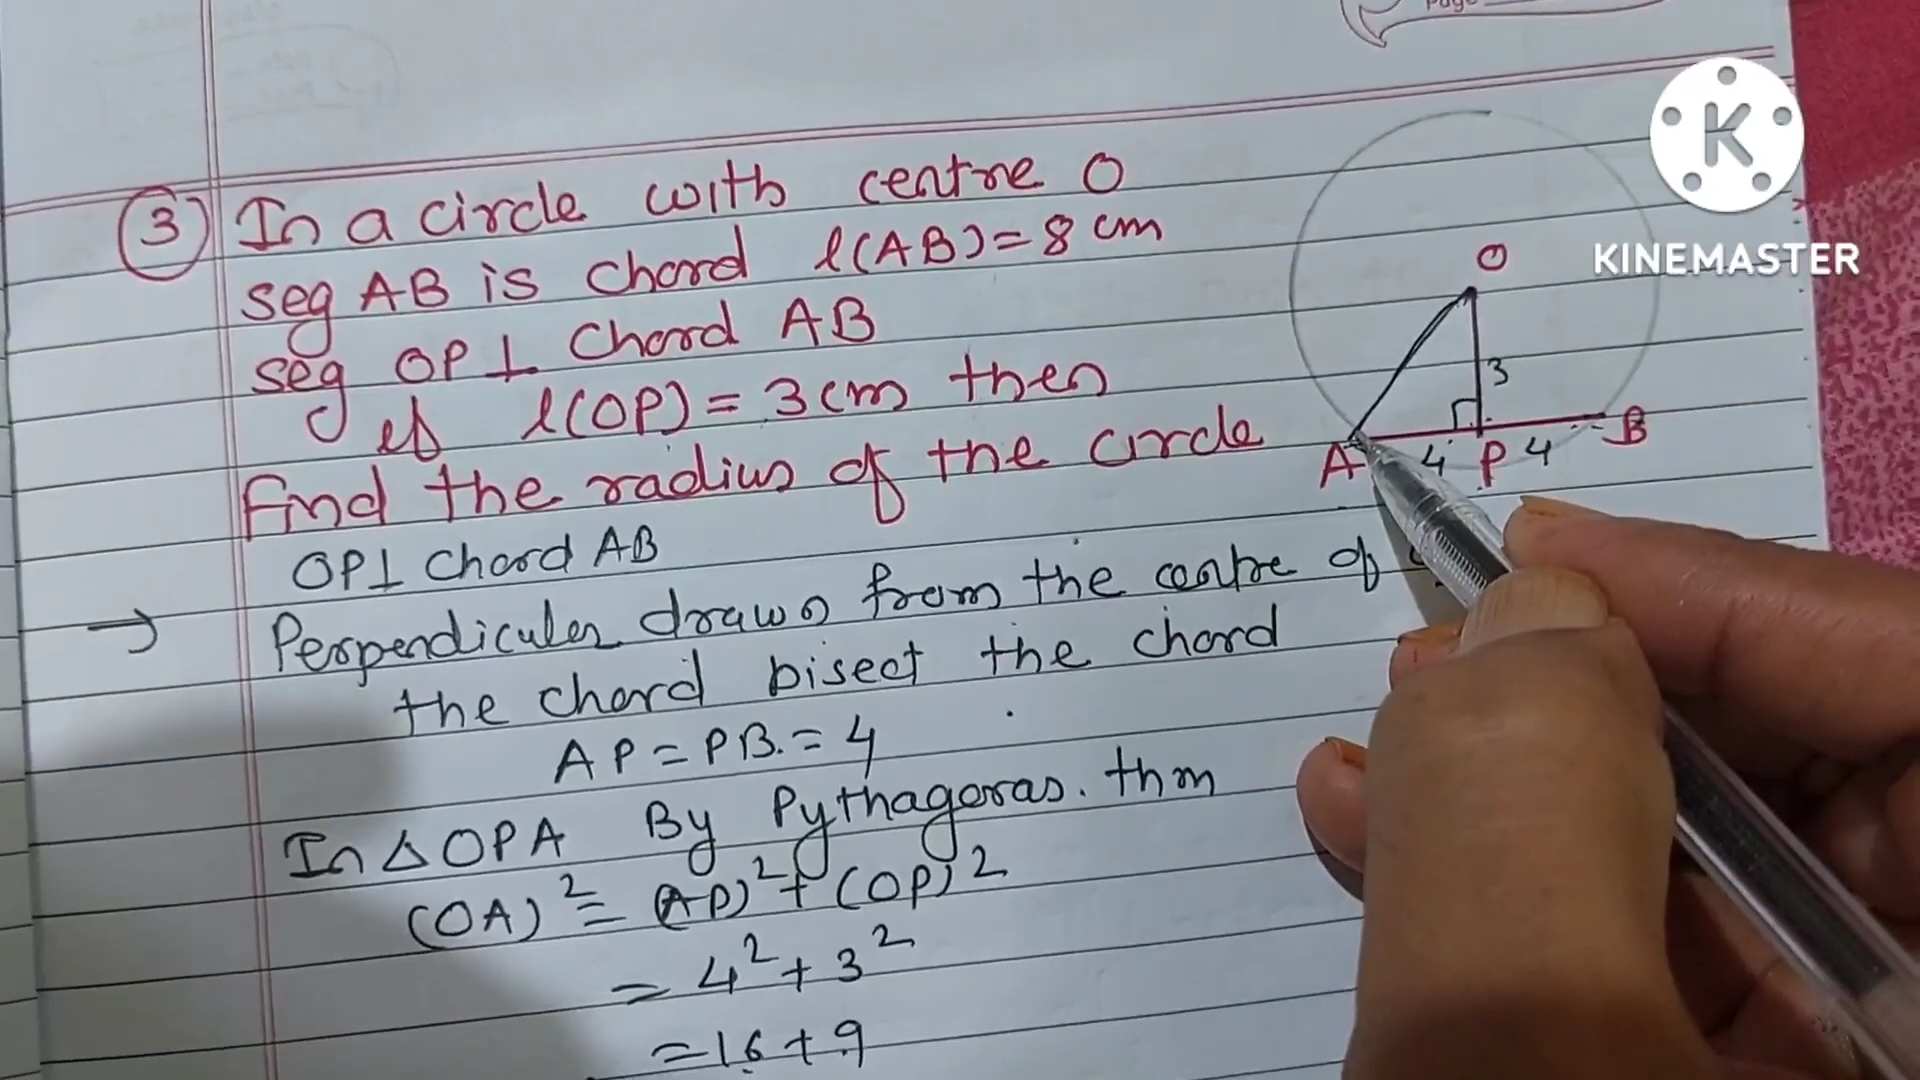 Page
K
KINEMASTER
③ In a circle with centre O
seg AB is chord l(AB)=8 cm
seg OP⊥ chord AB
if l(OP)= 3cm then
find the radius of the circle
O
3
A 4 P 4 B
OP⊥ chord AB
→ Perpendicular drawn from the centre of
the chord bisect the chord
AP=PB.=4
In △OPA By Pythagoras. thm
(OA)²= (AP)²+(OP)²
= 4²+3²
=16+9